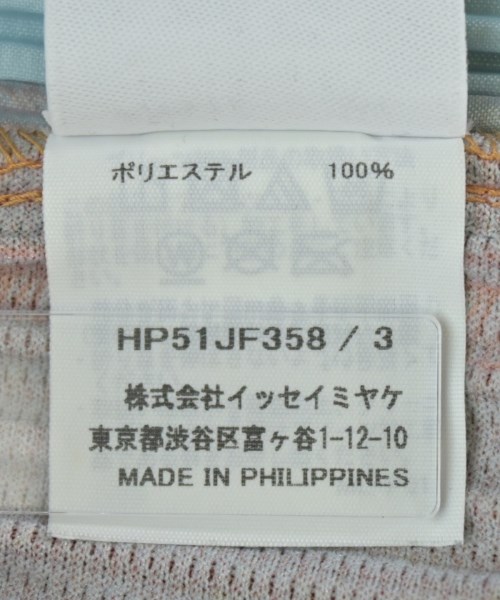 ポリエステル 100%
HP51JF358 / 3
株式会社イッセイミヤケ
東京都渋谷区富ヶ谷1-12-10
MADE IN PHILIPPINES